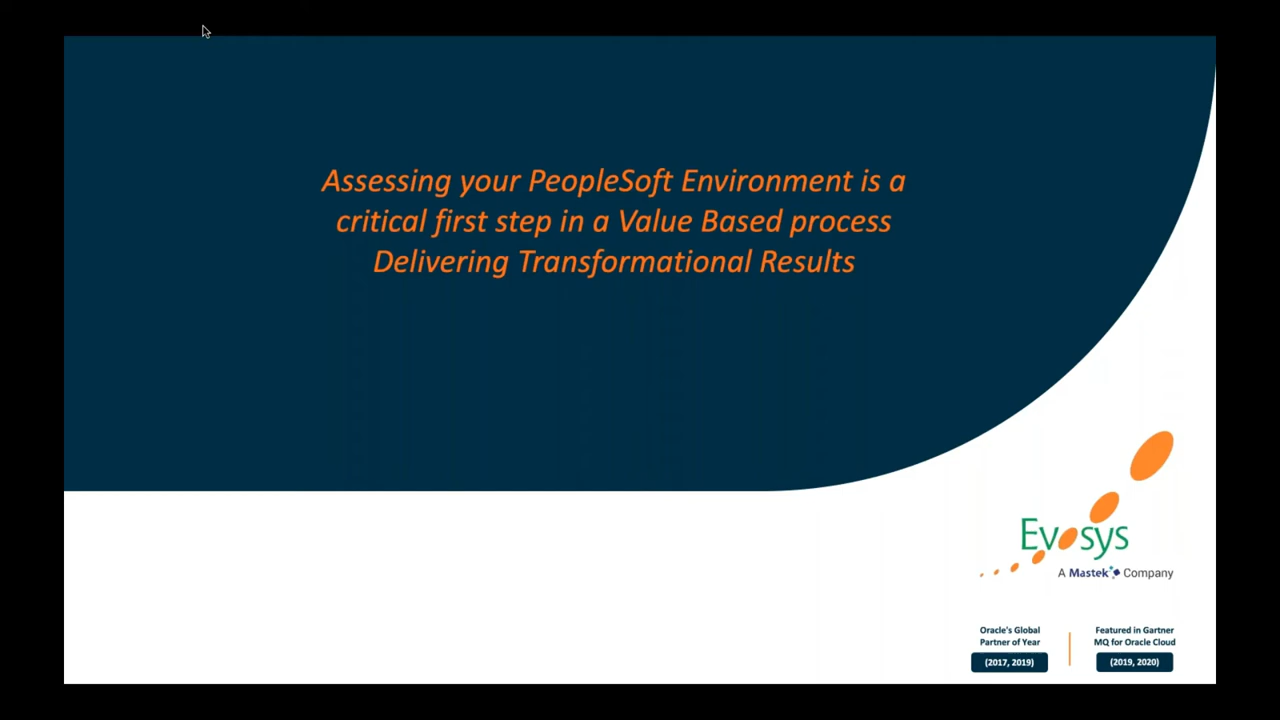 Assessing your PeopleSoft Environment is a
critical first step in a Value Based process
Delivering Transformational Results
Evosys
A Mastek Company
Oracle's Global
Partner of Year
(2017, 2019)
Featured in Gartner
MQ for Oracle Cloud
(2019, 2020)